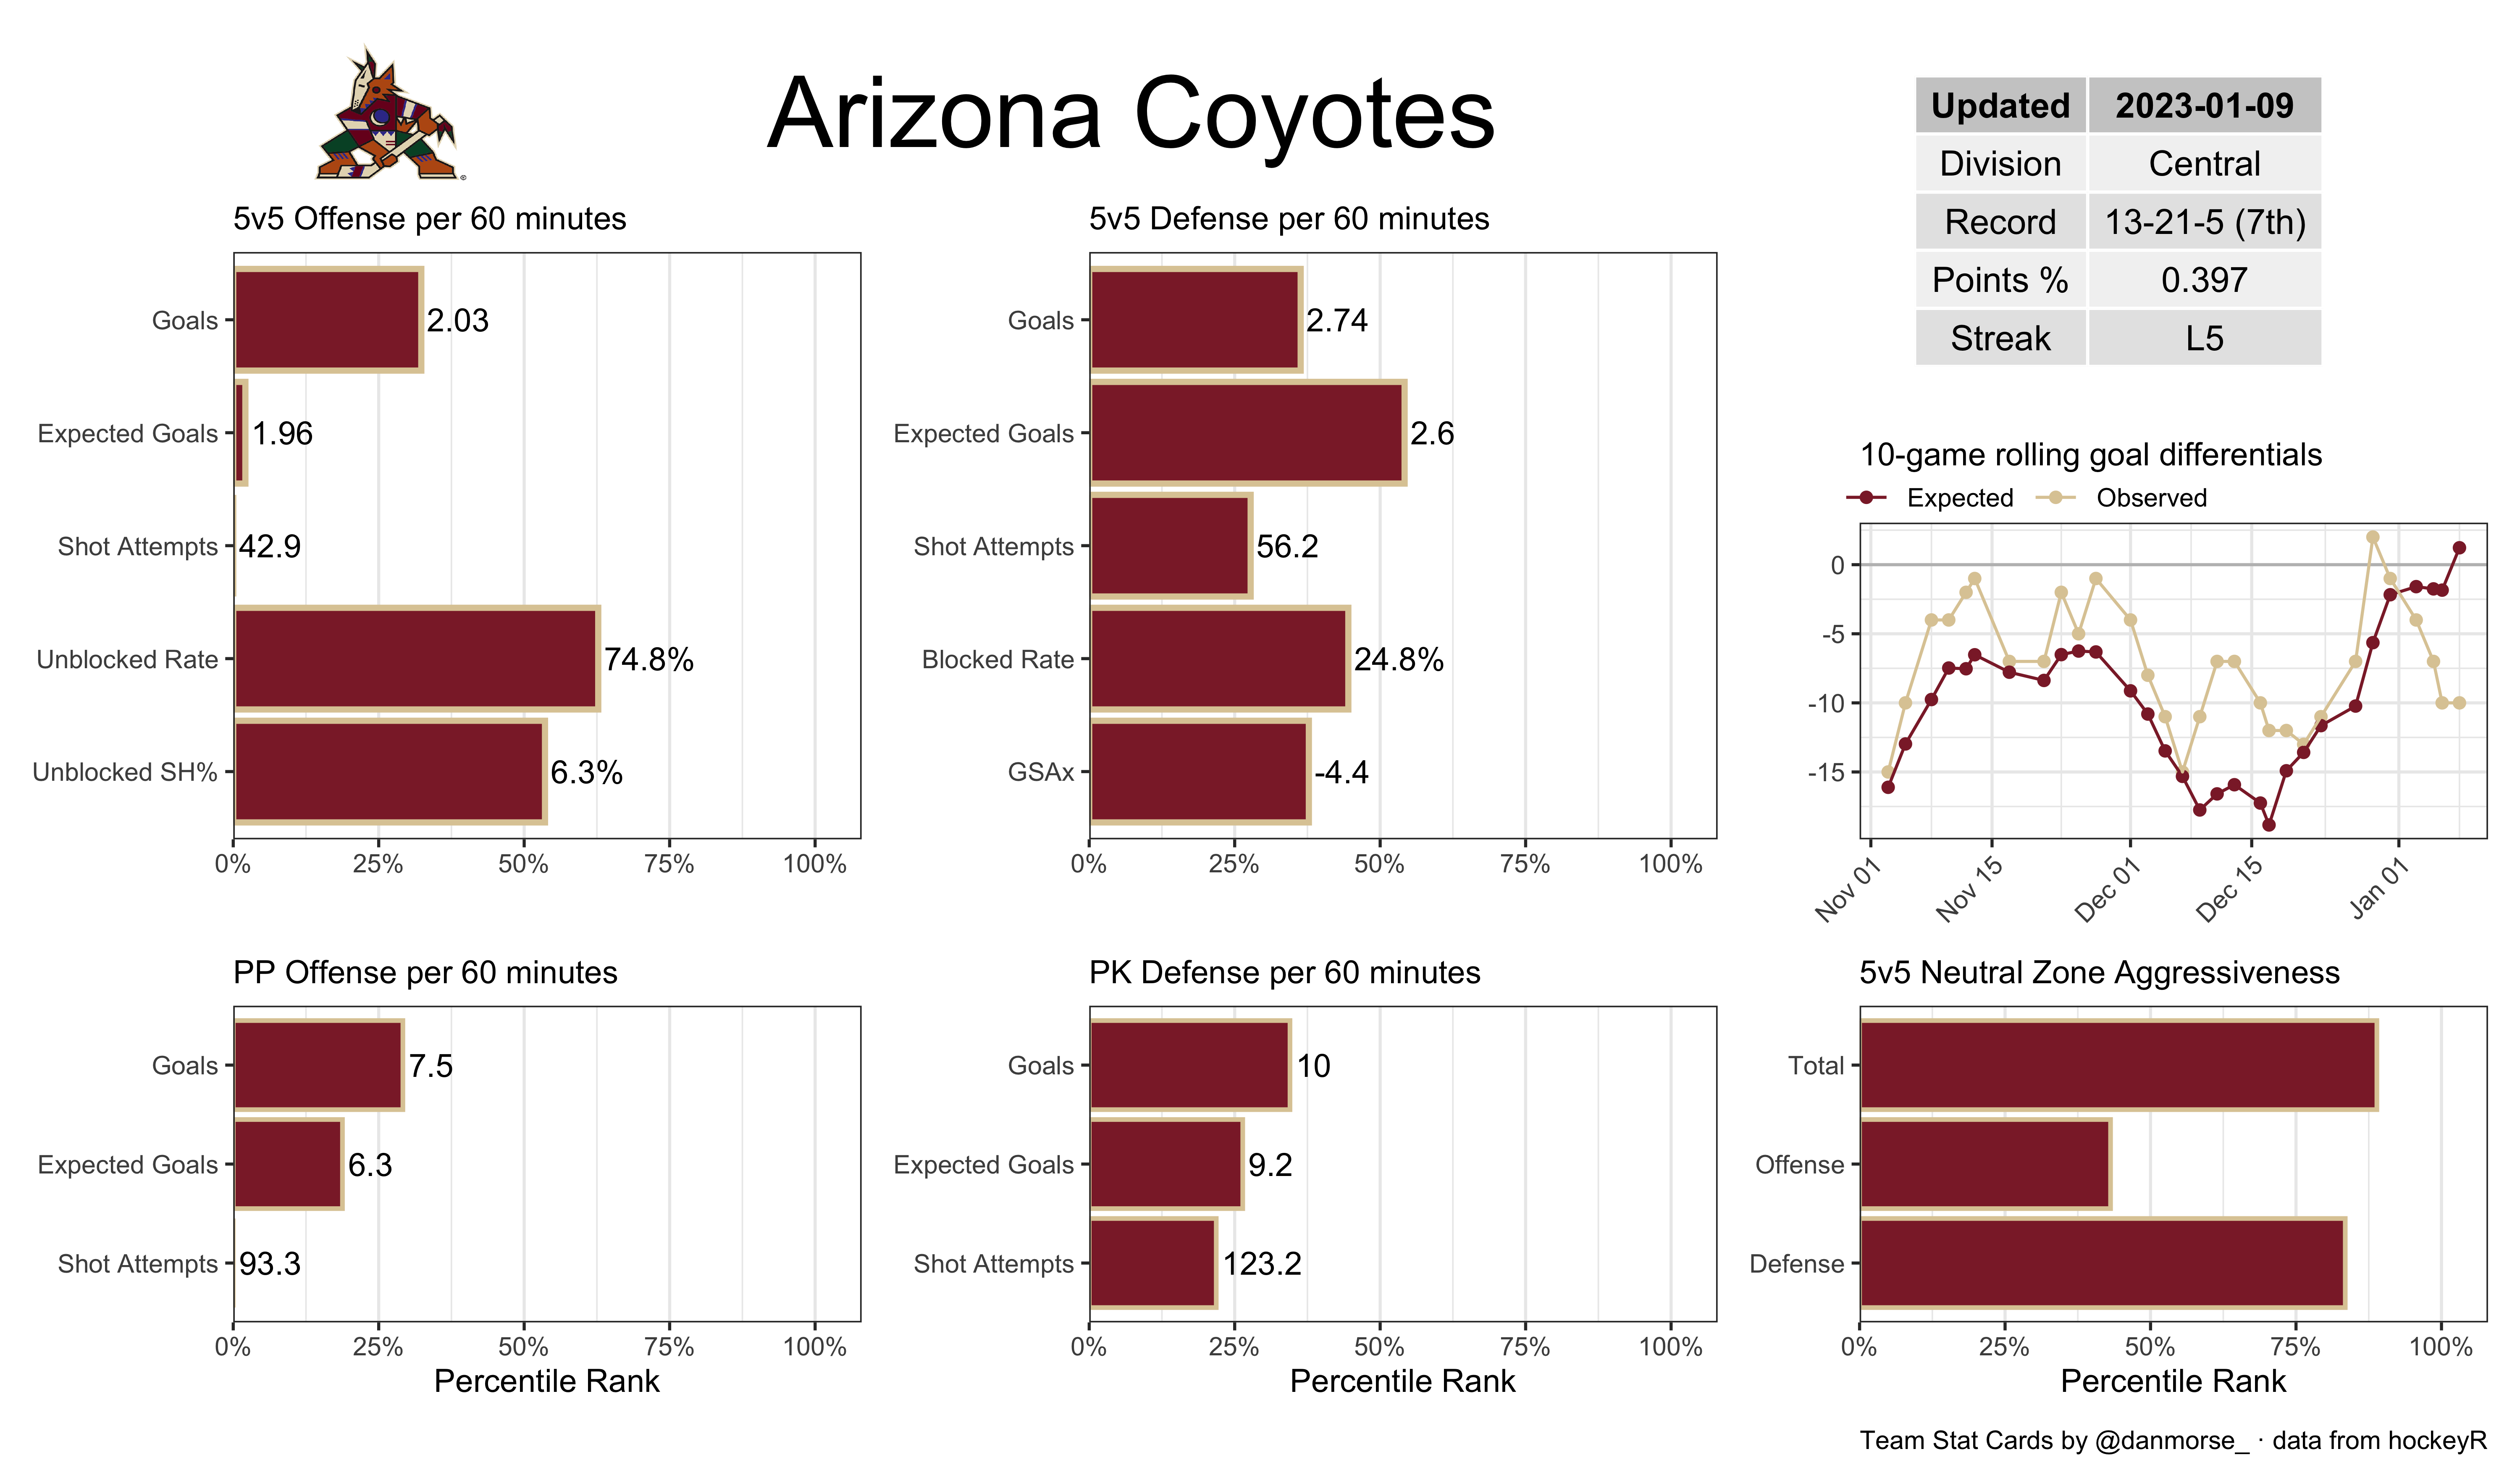 Arizona Coyotes
Updated 2023-01-09
Division Central
Record 13-21-5 (7th)
Points % 0.397
Streak L5
5v5 Offense per 60 minutes
Goals 2.03
Expected Goals 1.96
Shot Attempts 42.9
Unblocked Rate 74.8%
Unblocked SH% 6.3%
0% 25% 50% 75% 100%
5v5 Defense per 60 minutes
Goals 2.74
Expected Goals 2.6
Shot Attempts 56.2
Blocked Rate 24.8%
GSAx -4.4
0% 25% 50% 75% 100%
10-game rolling goal differentials
Expected Observed
0
-5
-10
-15
Nov 01 Nov 15 Dec 01 Dec 15 Jan 01
PP Offense per 60 minutes
Goals 7.5
Expected Goals 6.3
Shot Attempts 93.3
0% 25% 50% 75% 100%
Percentile Rank
PK Defense per 60 minutes
Goals 10
Expected Goals 9.2
Shot Attempts 123.2
0% 25% 50% 75% 100%
Percentile Rank
5v5 Neutral Zone Aggressiveness
Total
Offense
Defense
0% 25% 50% 75% 100%
Percentile Rank
Team Stat Cards by @danmorse_ · data from hockeyR